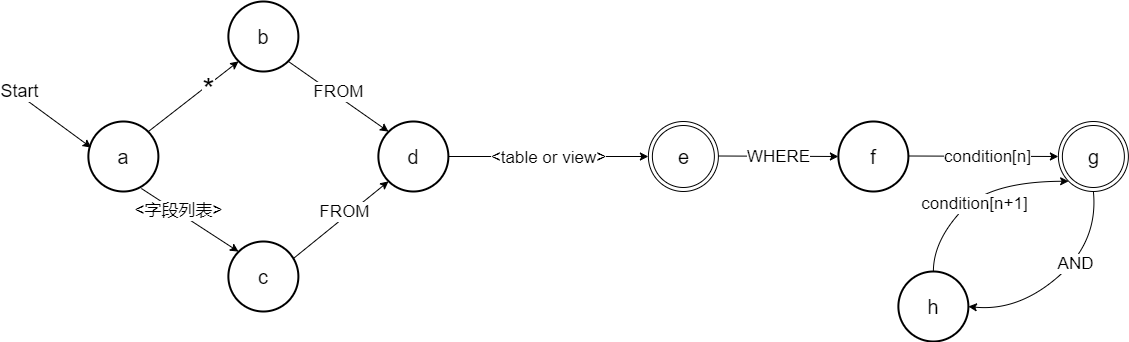 b
Start
*
FROM
a
d
<table or view>
e
WHERE
f
condition[n]
g
<字段列表>
FROM
condition[n+1]
c
AND
h